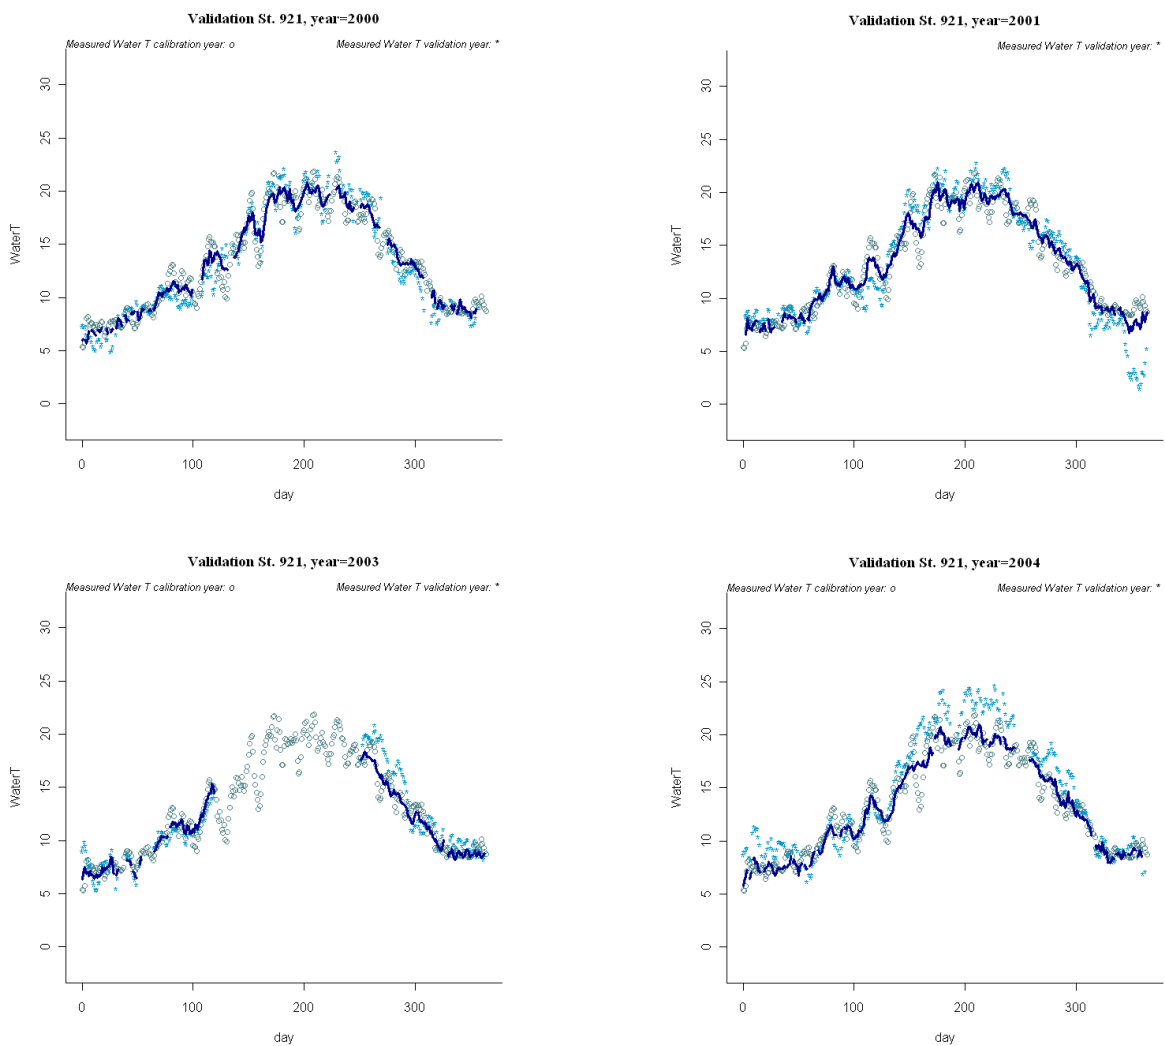 Validation St. 921, year=2000
Measured Water T calibration year: o Measured Water T validation year: *
30
25
20
15
10
5
0
WaterT
0 100 200 300
day
Validation St. 921, year=2001
Measured Water T validation year: *
30
25
20
15
10
5
0
WaterT
0 100 200 300
day
Validation St. 921, year=2003
Measured Water T calibration year: o Measured Water T validation year: *
30
25
20
15
10
5
0
WaterT
0 100 200 300
day
Validation St. 921, year=2004
Measured Water T calibration year: o Measured Water T validation year: *
30
25
20
15
10
5
0
WaterT
0 100 200 300
day